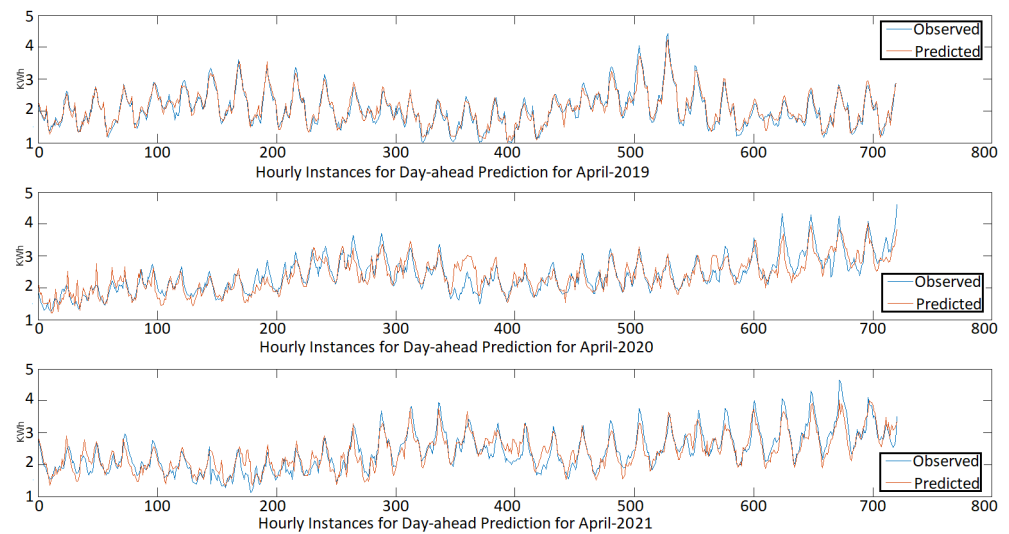 5
4
3
2
1
KWh
Observed
Predicted
0 100 200 300 400 500 600 700 800
Hourly Instances for Day-ahead Prediction for April-2019
5
4
3
2
1
KWh
Observed
Predicted
0 100 200 300 400 500 600 700 800
Hourly Instances for Day-ahead Prediction for April-2020
5
4
3
2
1
KWh
Observed
Predicted
0 100 200 300 400 500 600 700 800
Hourly Instances for Day-ahead Prediction for April-2021